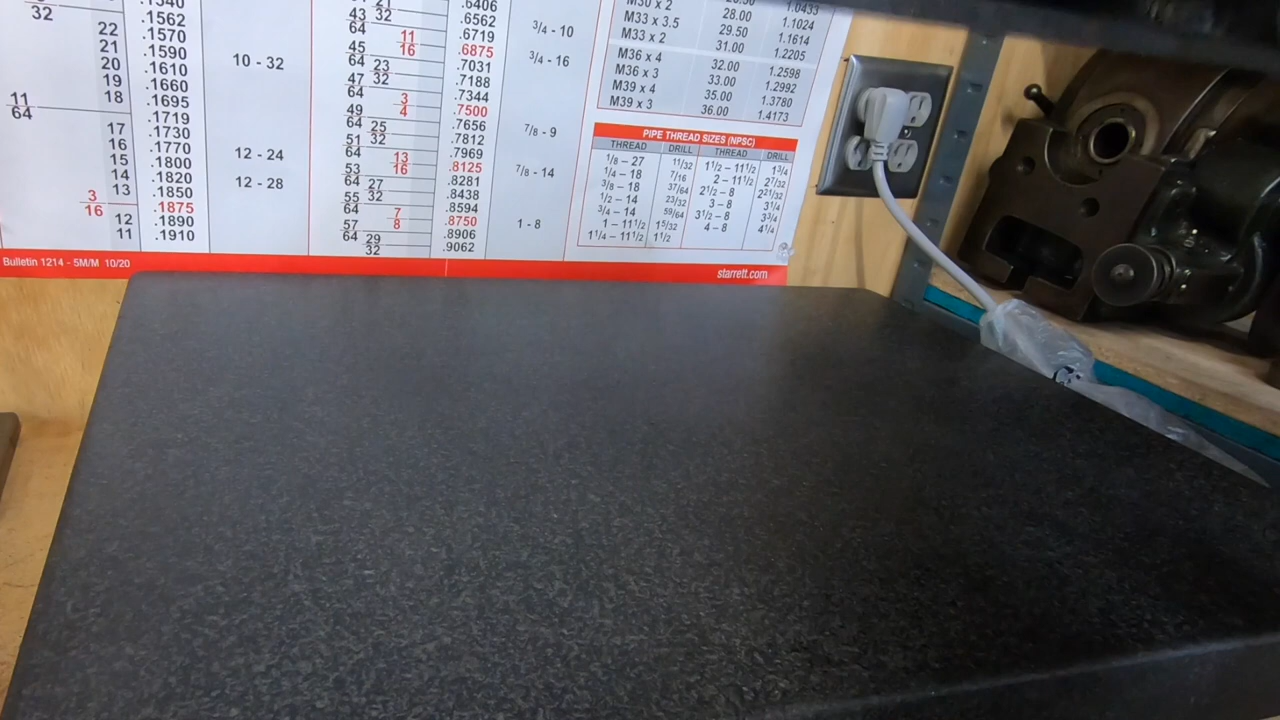 32
22 .1562
21 .1570
20 .1590
19 .1610
18 .1660
11/64 .1695
.1719
17 .1730
16 .1770
15 .1800
14 .1820
13 .1850
3/16 .1875
12 .1890
11 .1910
10 - 32
12 - 24
12 - 28
43/64 .6562
11/16 .6719
45/64 .6875
23/32 .7031
47/64 .7188
.7344
3/4 .7500
49/64 .7656
25/32 .7812
51/64 .7969
13/16 .8125
53/64 .8281
27/32 .8438
55/64 .8594
7/8 .8750
57/64 .8906
29/32 .9062
3/4 - 10
3/4 - 16
7/8 - 9
7/8 - 14
1 - 8
M30 x 2 28.00 1.1024
M33 x 3.5 29.50 1.1614
M33 x 2 31.00 1.2205
M36 x 4 32.00 1.2598
M36 x 3 33.00 1.2992
M39 x 4 35.00 1.3780
M39 x 3 36.00 1.4173
PIPE THREAD SIZES (NPSC)
THREAD DRILL THREAD DRILL
1/8 – 27 11/32 1 1/2 – 11 1/2 1 3/4
1/4 – 18 7/16 2 – 11 1/2 2 7/32
3/8 – 18 37/64 2 1/2 – 8 2 21/32
1/2 – 14 23/32 3 – 8 3 1/4
3/4 – 14 59/64 3 1/2 – 8 3 3/4
1 – 11 1/2 1 5/32 4 – 8 4 1/4
1 1/4 – 11 1/2 1 1/2
Bulletin 1214 - 5M/M 10/20
starrett.com